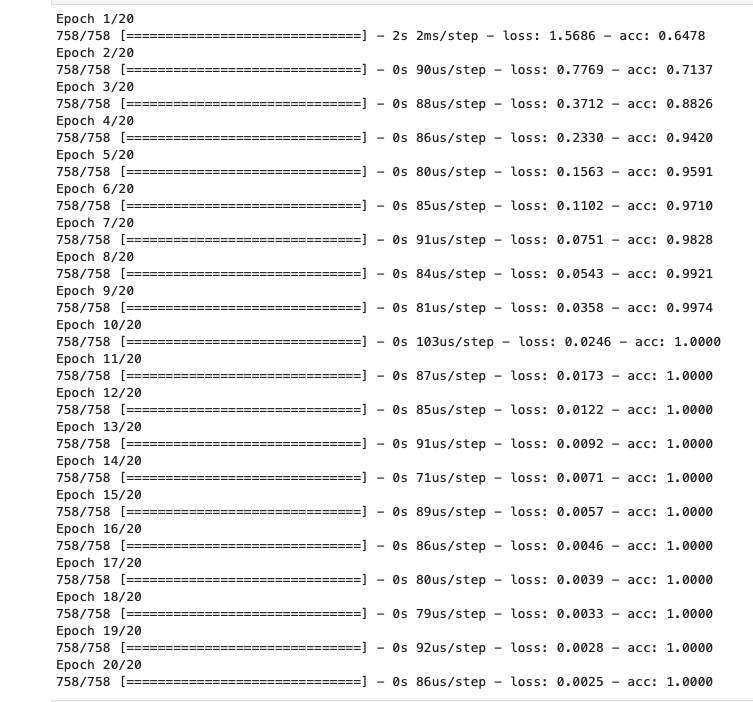 Epoch 1/20
758/758 [==============================] - 2s 2ms/step - loss: 1.5686 - acc: 0.6478
Epoch 2/20
758/758 [==============================] - 0s 90us/step - loss: 0.7769 - acc: 0.7137
Epoch 3/20
758/758 [==============================] - 0s 88us/step - loss: 0.3712 - acc: 0.8826
Epoch 4/20
758/758 [==============================] - 0s 86us/step - loss: 0.2330 - acc: 0.9420
Epoch 5/20
758/758 [==============================] - 0s 80us/step - loss: 0.1563 - acc: 0.9591
Epoch 6/20
758/758 [==============================] - 0s 85us/step - loss: 0.1102 - acc: 0.9710
Epoch 7/20
758/758 [==============================] - 0s 91us/step - loss: 0.0751 - acc: 0.9828
Epoch 8/20
758/758 [==============================] - 0s 84us/step - loss: 0.0543 - acc: 0.9921
Epoch 9/20
758/758 [==============================] - 0s 81us/step - loss: 0.0358 - acc: 0.9974
Epoch 10/20
758/758 [==============================] - 0s 103us/step - loss: 0.0246 - acc: 1.0000
Epoch 11/20
758/758 [==============================] - 0s 87us/step - loss: 0.0173 - acc: 1.0000
Epoch 12/20
758/758 [==============================] - 0s 85us/step - loss: 0.0122 - acc: 1.0000
Epoch 13/20
758/758 [==============================] - 0s 91us/step - loss: 0.0092 - acc: 1.0000
Epoch 14/20
758/758 [==============================] - 0s 71us/step - loss: 0.0071 - acc: 1.0000
Epoch 15/20
758/758 [==============================] - 0s 89us/step - loss: 0.0057 - acc: 1.0000
Epoch 16/20
758/758 [==============================] - 0s 86us/step - loss: 0.0046 - acc: 1.0000
Epoch 17/20
758/758 [==============================] - 0s 80us/step - loss: 0.0039 - acc: 1.0000
Epoch 18/20
758/758 [==============================] - 0s 79us/step - loss: 0.0033 - acc: 1.0000
Epoch 19/20
758/758 [==============================] - 0s 92us/step - loss: 0.0028 - acc: 1.0000
Epoch 20/20
758/758 [==============================] - 0s 86us/step - loss: 0.0025 - acc: 1.0000